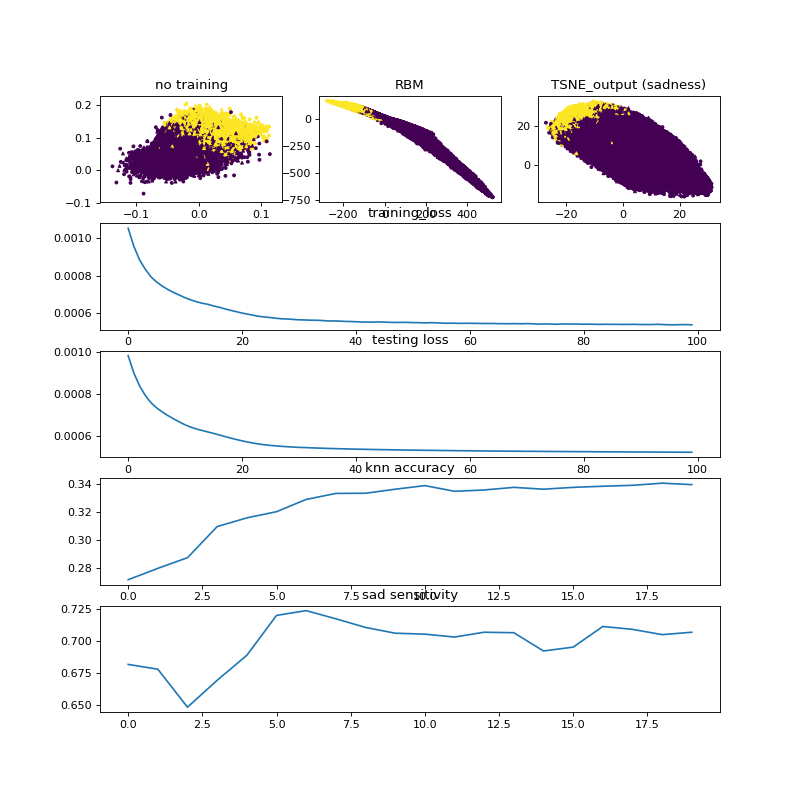 no training
RBM
TSNE_output (sadness)
0.2
0.1
0.0
−0.1
−0.1 0.0 0.1
0
−250
−500
−750
−200 0 200 400
20
0
−20 0 20
training_loss
0.0010
0.0008
0.0006
0 20 40 60 80 100
testing loss
0.0010
0.0008
0.0006
0 20 40 60 80 100
knn accuracy
0.34
0.32
0.30
0.28
0.0 2.5 5.0 7.5 10.0 12.5 15.0 17.5
sad sensitivity
0.725
0.700
0.675
0.650
0.0 2.5 5.0 7.5 10.0 12.5 15.0 17.5